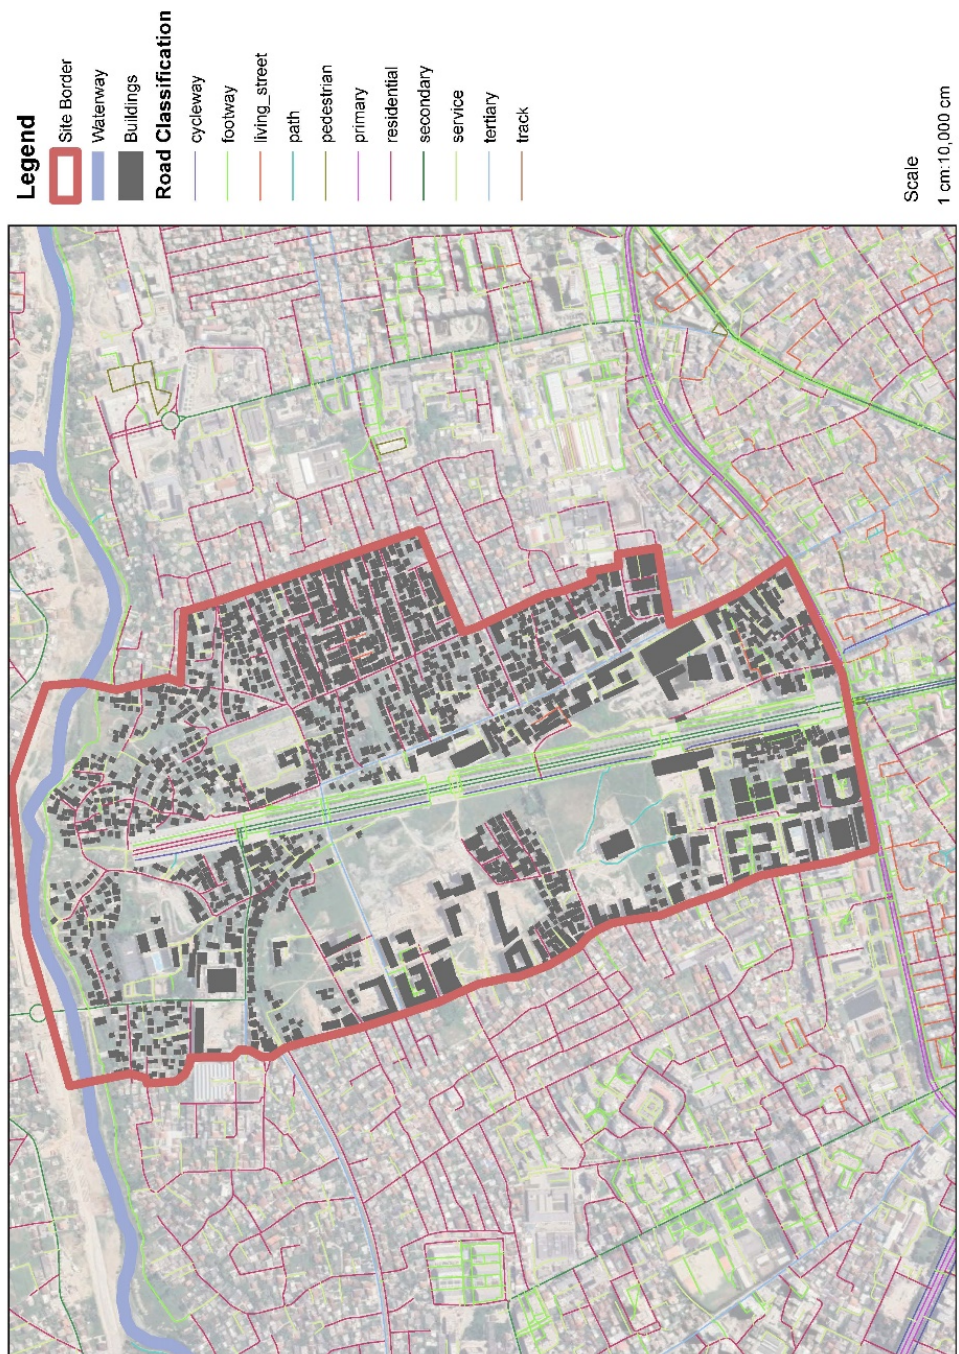 Legend
Site Border
Waterway
Buildings
Road Classification
cycleway
footway
living_street
path
pedestrian
primary
residential
secondary
service
tertiary
track
Scale
1 cm:10,000 cm